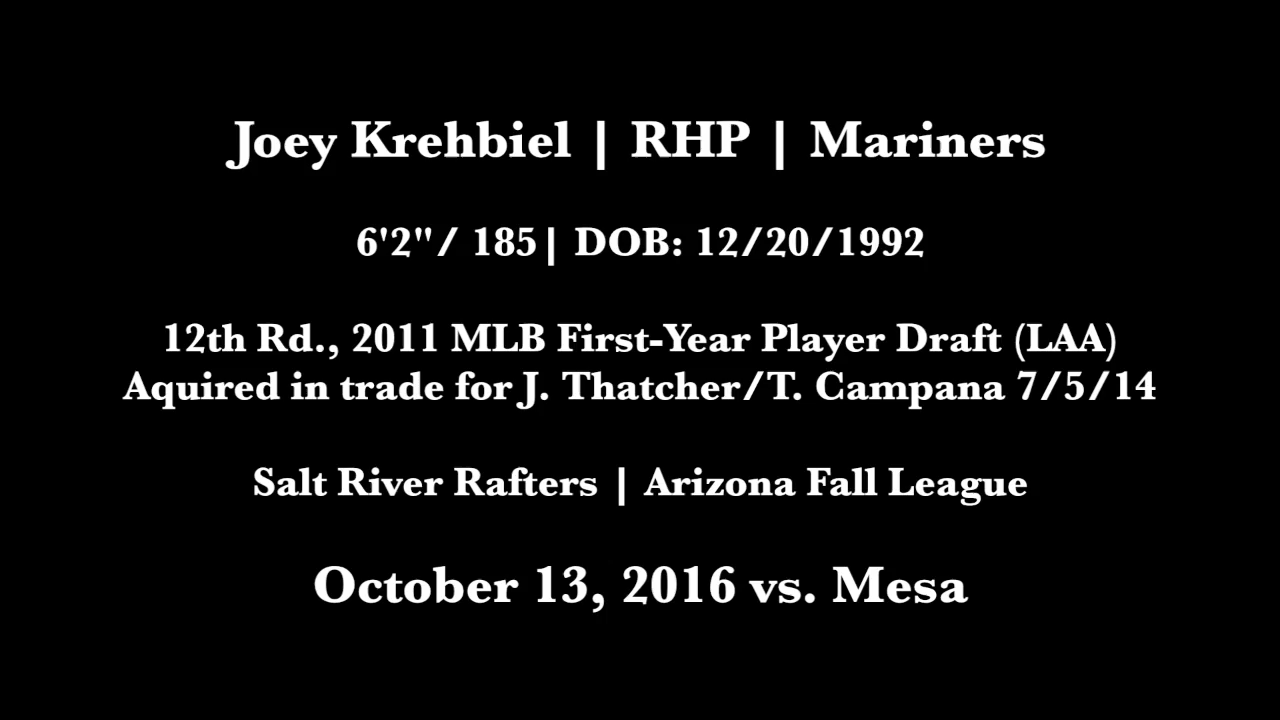 Joey Krehbiel | RHP | Mariners
6'2"/ 185| DOB: 12/20/1992
12th Rd., 2011 MLB First-Year Player Draft (LAA)
Aquired in trade for J. Thatcher/T. Campana 7/5/14
Salt River Rafters | Arizona Fall League
October 13, 2016 vs. Mesa